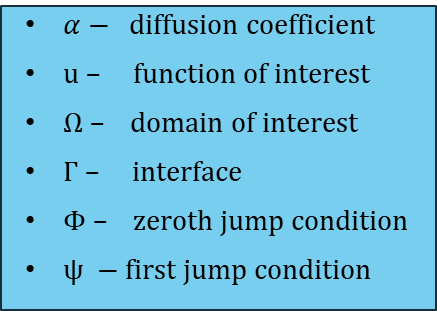 • α − diffusion coefficient
• u – function of interest
• Ω – domain of interest
• Γ – interface
• Φ – zeroth jump condition
• ψ − first jump condition